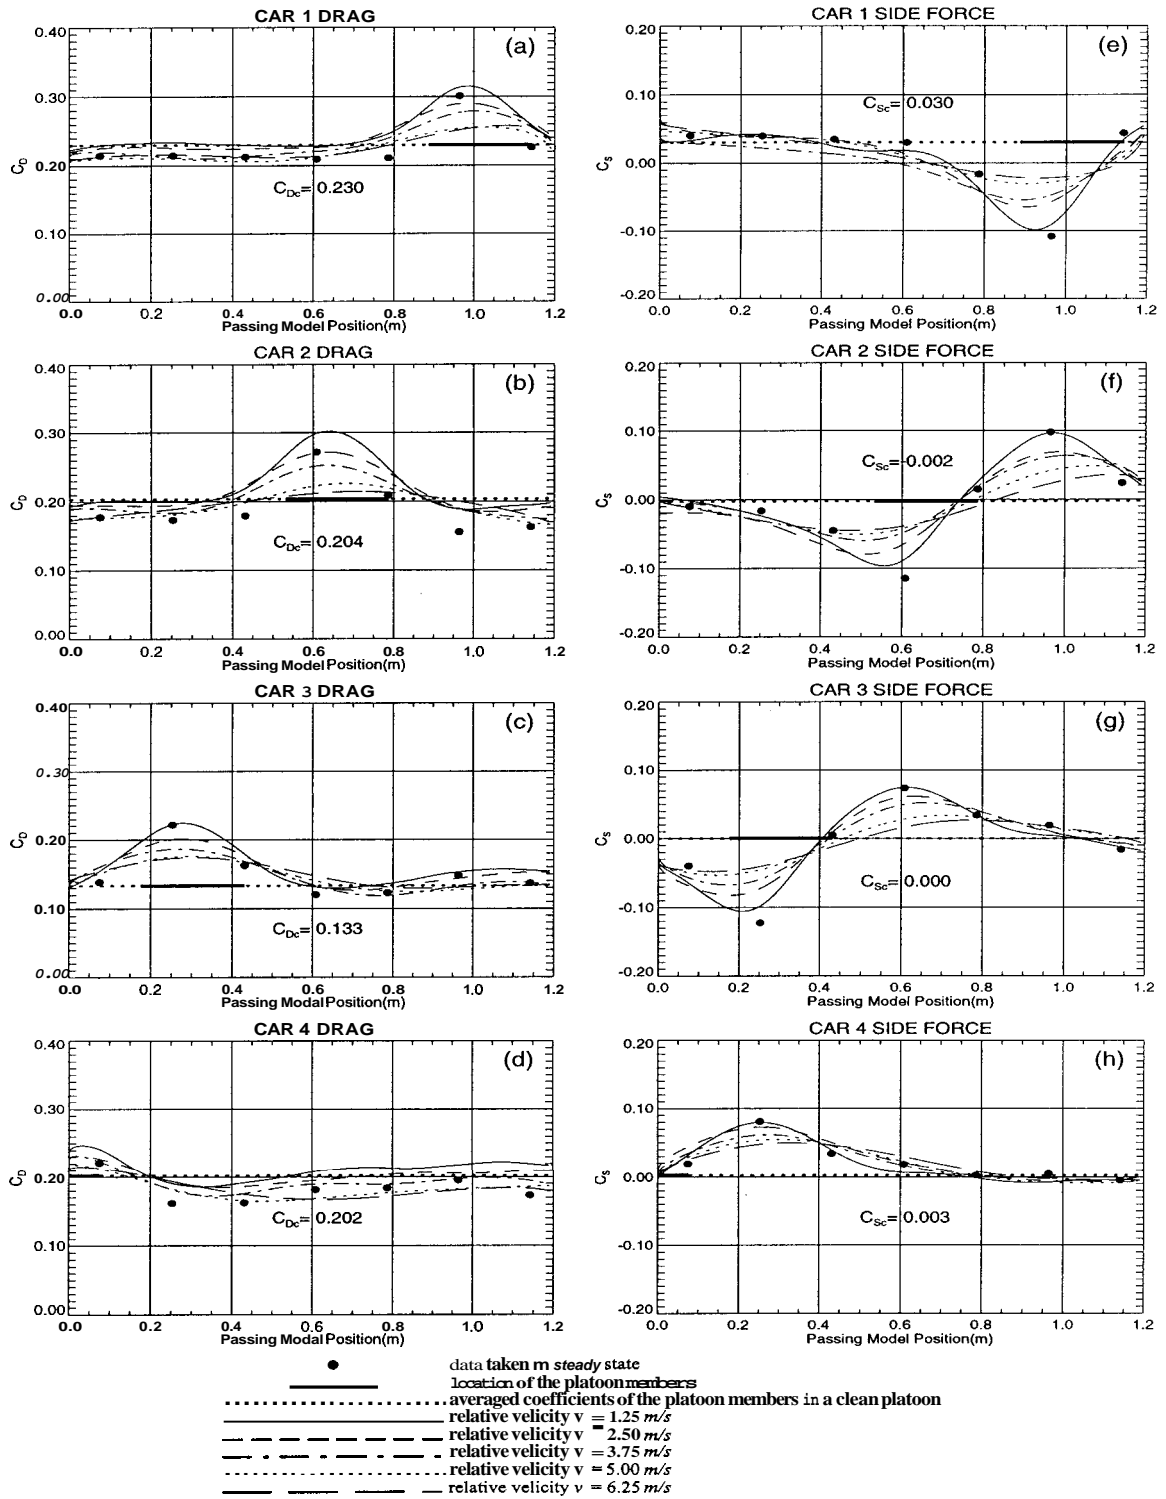 CAR 1 DRAG
(a)
0.40
0.30
0.20
0.10
0.00
C_D
C_Dc= 0.230
0.0 0.2 0.4 0.6 0.8 1.0 1.2
Passing Model Position(m)
CAR 1 SIDE FORCE
(e)
0.20
0.10
0.00
-0.10
-0.20
C_S
C_Sc= 0.030
0.0 0.2 0.4 0.6 0.8 1.0 1.2
Passing Model Position(m)
CAR 2 DRAG
(b)
0.40
0.30
0.20
0.10
0.00
C_D
C_Dc= 0.204
0.0 0.2 0.4 0.6 0.8 1.0 1.2
Passing Model Position(m)
CAR 2 SIDE FORCE
(f)
0.20
0.10
0.00
-0.10
-0.20
C_S
C_Sc=-0.002
0.0 0.2 0.4 0.6 0.8 1.0 1.2
Passing Model Position(m)
CAR 3 DRAG
(c)
0.40
0.30
0.20
0.10
0.00
C_D
C_Dc= 0.133
0.0 0.2 0.4 0.6 0.8 1.0 1.2
Passing Modal Position(m)
CAR 3 SIDE FORCE
(g)
0.20
0.10
0.00
-0.10
-0.20
C_S
C_Sc= 0.000
0.0 0.2 0.4 0.6 0.8 1.0 1.2
Passing Model Position(m)
CAR 4 DRAG
(d)
0.40
0.30
0.20
0.10
0.00
C_D
C_Dc= 0.202
0.0 0.2 0.4 0.6 0.8 1.0 1.2
Passing Modal Position(m)
CAR 4 SIDE FORCE
(h)
0.20
0.10
0.00
-0.10
-0.20
C_S
C_Sc= 0.003
0.0 0.2 0.4 0.6 0.8 1.0 1.2
Passing Model Position(m)
data taken m steady state
location of the platoon members
averaged coefficients of the platoon members in a clean platoon
relative velicity v = 1.25 m/s
relative velicity v = 2.50 m/s
relative velicity v = 3.75 m/s
relative velicity v = 5.00 m/s
relative velicity v = 6.25 m/s